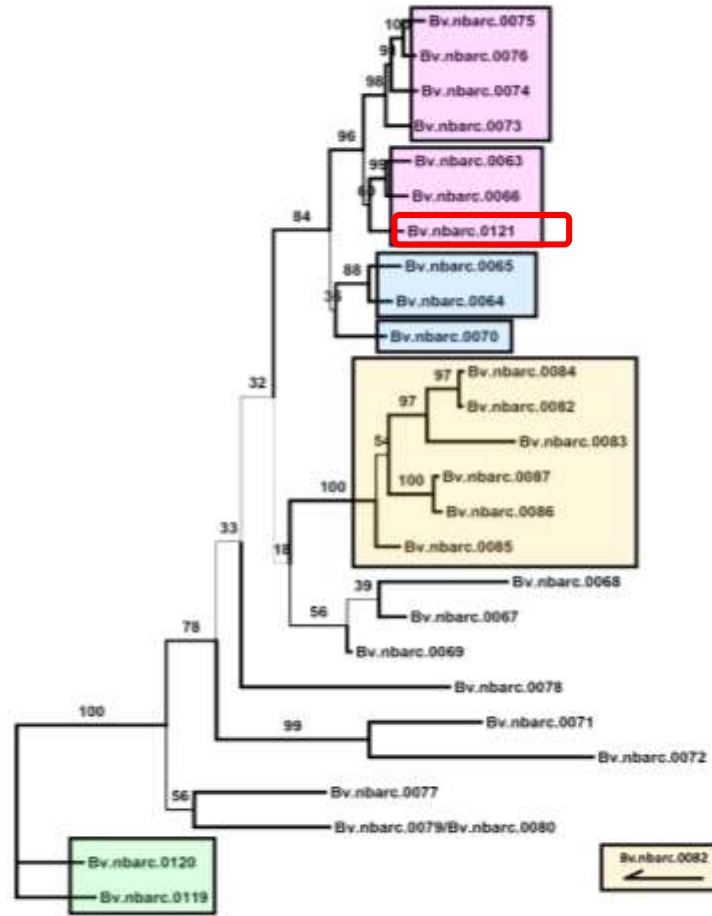 100 Bv.nbarc.0075
Bv.nbarc.0076
98 Bv.nbarc.0074
Bv.nbarc.0073
96
99 Bv.nbarc.0063
Bv.nbarc.0066
84 Bv.nbarc.0121
88 Bv.nbarc.0065
Bv.nbarc.0064
Bv.nbarc.0070
97 Bv.nbarc.0084
32
97 Bv.nbarc.0082
Bv.nbarc.0083
100 Bv.nbarc.0087
100 Bv.nbarc.0086
33
18 Bv.nbarc.0085
39 Bv.nbarc.0068
56 Bv.nbarc.0067
78
Bv.nbarc.0069
Bv.nbarc.0078
100
99 Bv.nbarc.0071
Bv.nbarc.0072
56 Bv.nbarc.0077
Bv.nbarc.0079/Bv.nbarc.0080
Bv.nbarc.0120
Bv.nbarc.0082
Bv.nbarc.0119